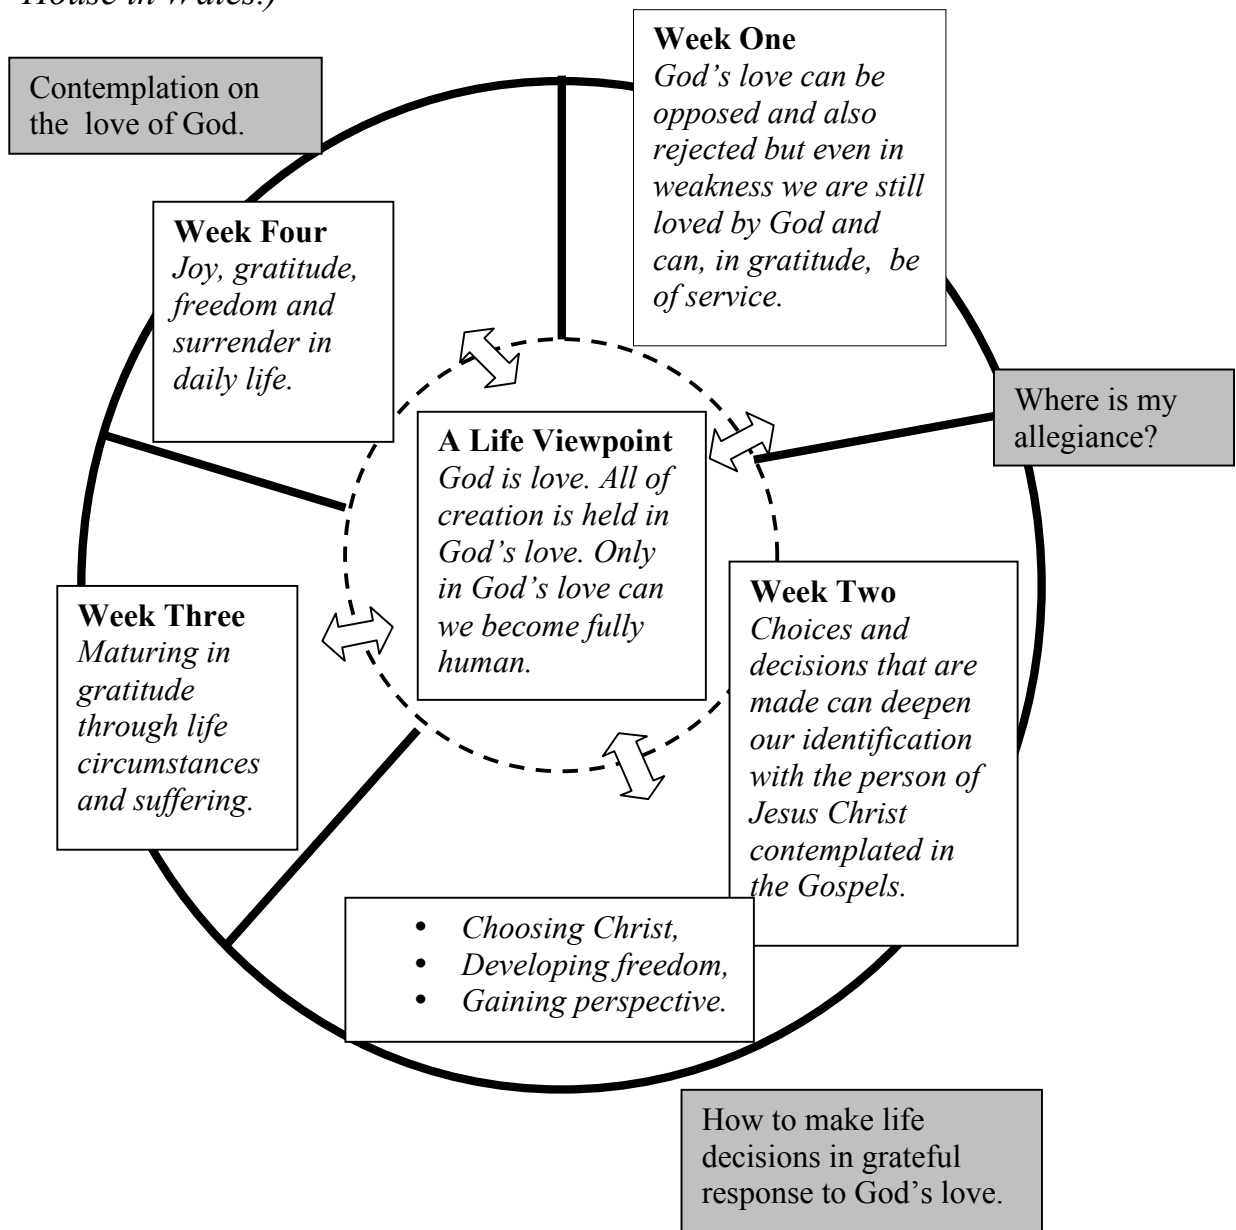 House in Wales.)
Contemplation on
the love of God.
Week One
God’s love can be
opposed and also
rejected but even in
weakness we are still
loved by God and
can, in gratitude, be
of service.
Week Four
Joy, gratitude,
freedom and
surrender in
daily life.
Where is my
allegiance?
A Life Viewpoint
God is love. All of
creation is held in
God’s love. Only
in God’s love can
we become fully
human.
Week Two
Choices and
decisions that are
made can deepen
our identification
with the person of
Jesus Christ
contemplated in
the Gospels.
Week Three
Maturing in
gratitude
through life
circumstances
and suffering.
• Choosing Christ,
• Developing freedom,
• Gaining perspective.
How to make life
decisions in grateful
response to God’s love.